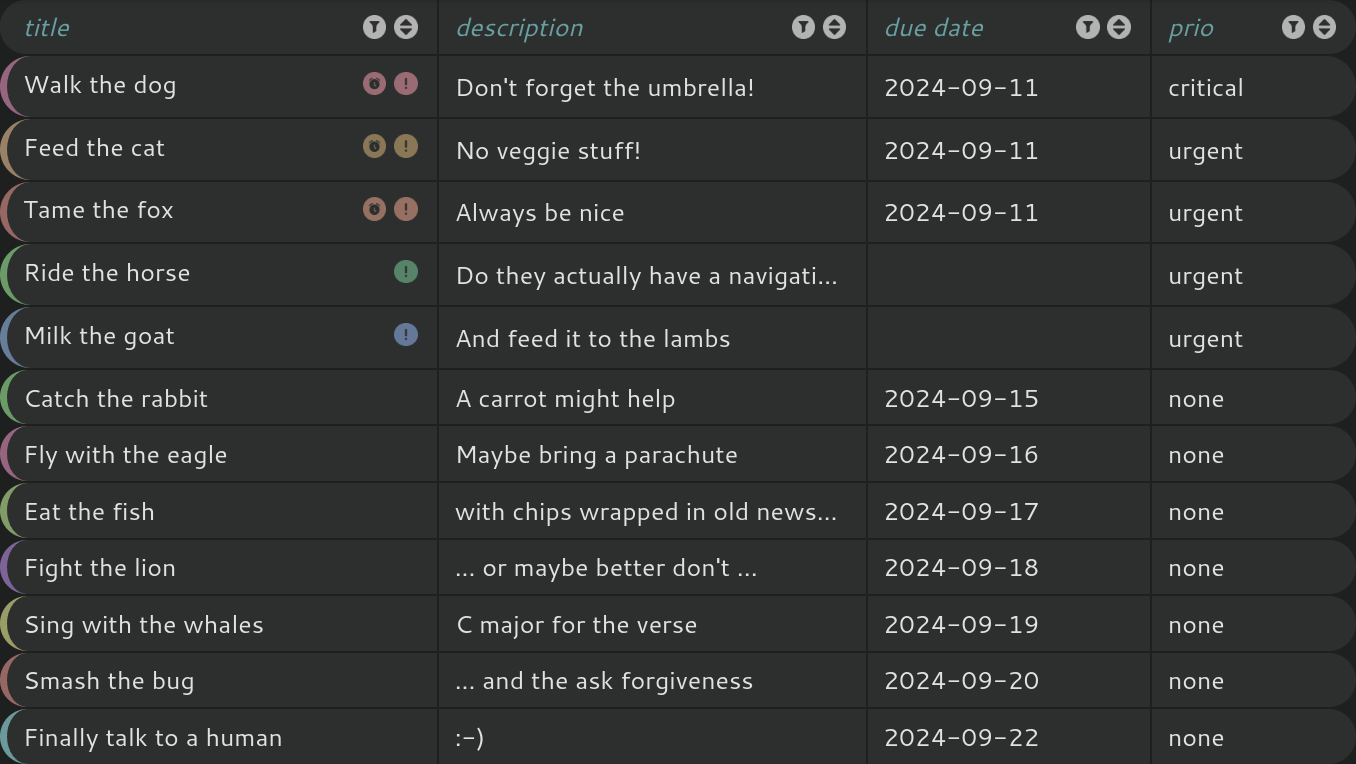 title description due date prio
Walk the dog Don't forget the umbrella! 2024-09-11 critical
Feed the cat No veggie stuff! 2024-09-11 urgent
Tame the fox Always be nice 2024-09-11 urgent
Ride the horse Do they actually have a navigati... urgent
Milk the goat And feed it to the lambs urgent
Catch the rabbit A carrot might help 2024-09-15 none
Fly with the eagle Maybe bring a parachute 2024-09-16 none
Eat the fish with chips wrapped in old news... 2024-09-17 none
Fight the lion ... or maybe better don't ... 2024-09-18 none
Sing with the whales C major for the verse 2024-09-19 none
Smash the bug ... and the ask forgiveness 2024-09-20 none
Finally talk to a human :-) 2024-09-22 none